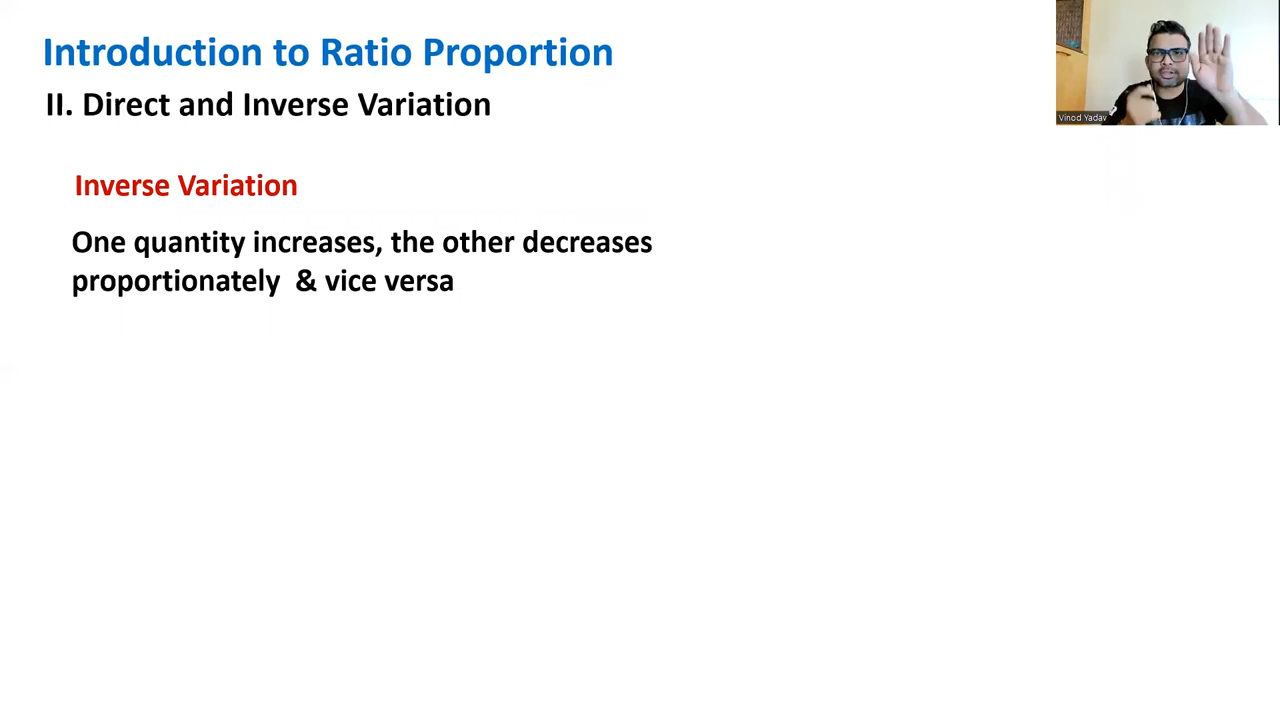 Introduction to Ratio Proportion
II. Direct and Inverse Variation
Inverse Variation
One quantity increases, the other decreases
proportionately & vice versa
Vinod Yadav